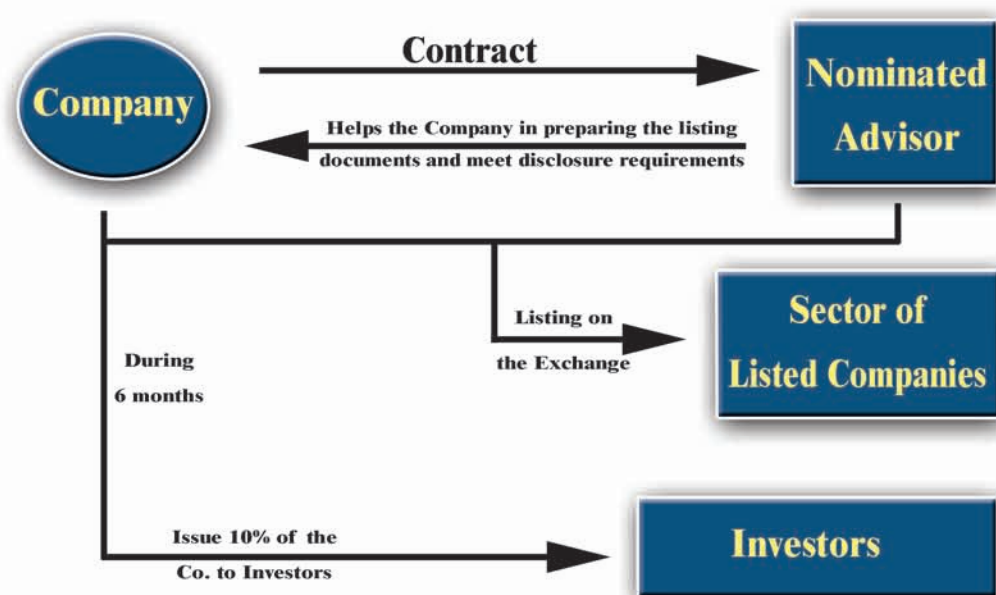 Contract
Company
Nominated
Advisor
Helps the Company in preparing the listing
documents and meet disclosure requirements
Sector of
Listed Companies
Listing on
the Exchange
During
6 months
Issue 10% of the
Co. to Investors
Investors